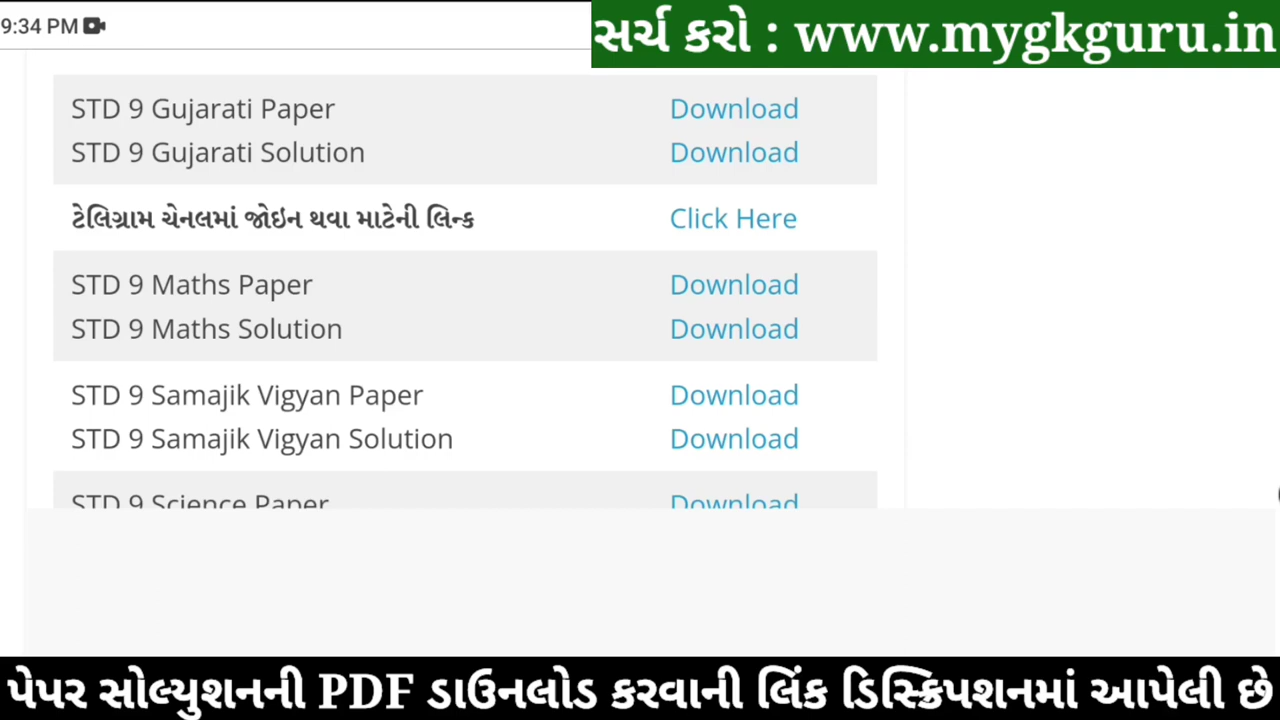 9:34 PM
સર્ચ કરો : www.mygkguru.in
STD 9 Gujarati Paper Download
STD 9 Gujarati Solution Download
ટેલિગ્રામ ચેનલમાં જોઇન થવા માટેની લિન્ક Click Here
STD 9 Maths Paper Download
STD 9 Maths Solution Download
STD 9 Samajik Vigyan Paper Download
STD 9 Samajik Vigyan Solution Download
STD 9 Science Paper Download
પેપર સોલ્યુશનની PDF ડાઉનલોડ કરવાની લિંક ડિસ્ક્રિપશનમાં આપેલી છે